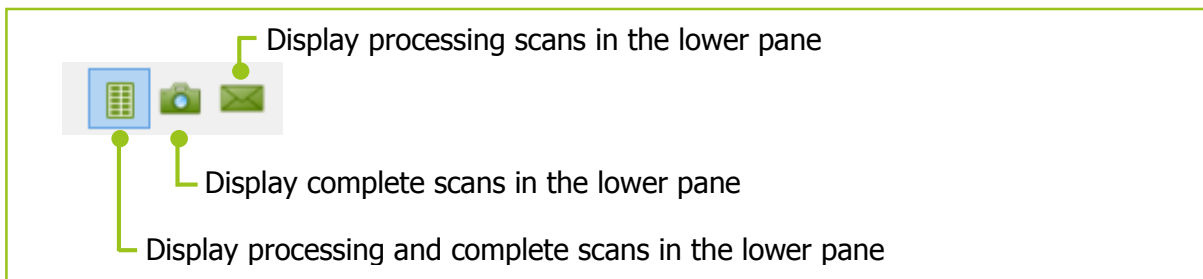 Display processing scans in the lower pane
Display complete scans in the lower pane
Display processing and complete scans in the lower pane